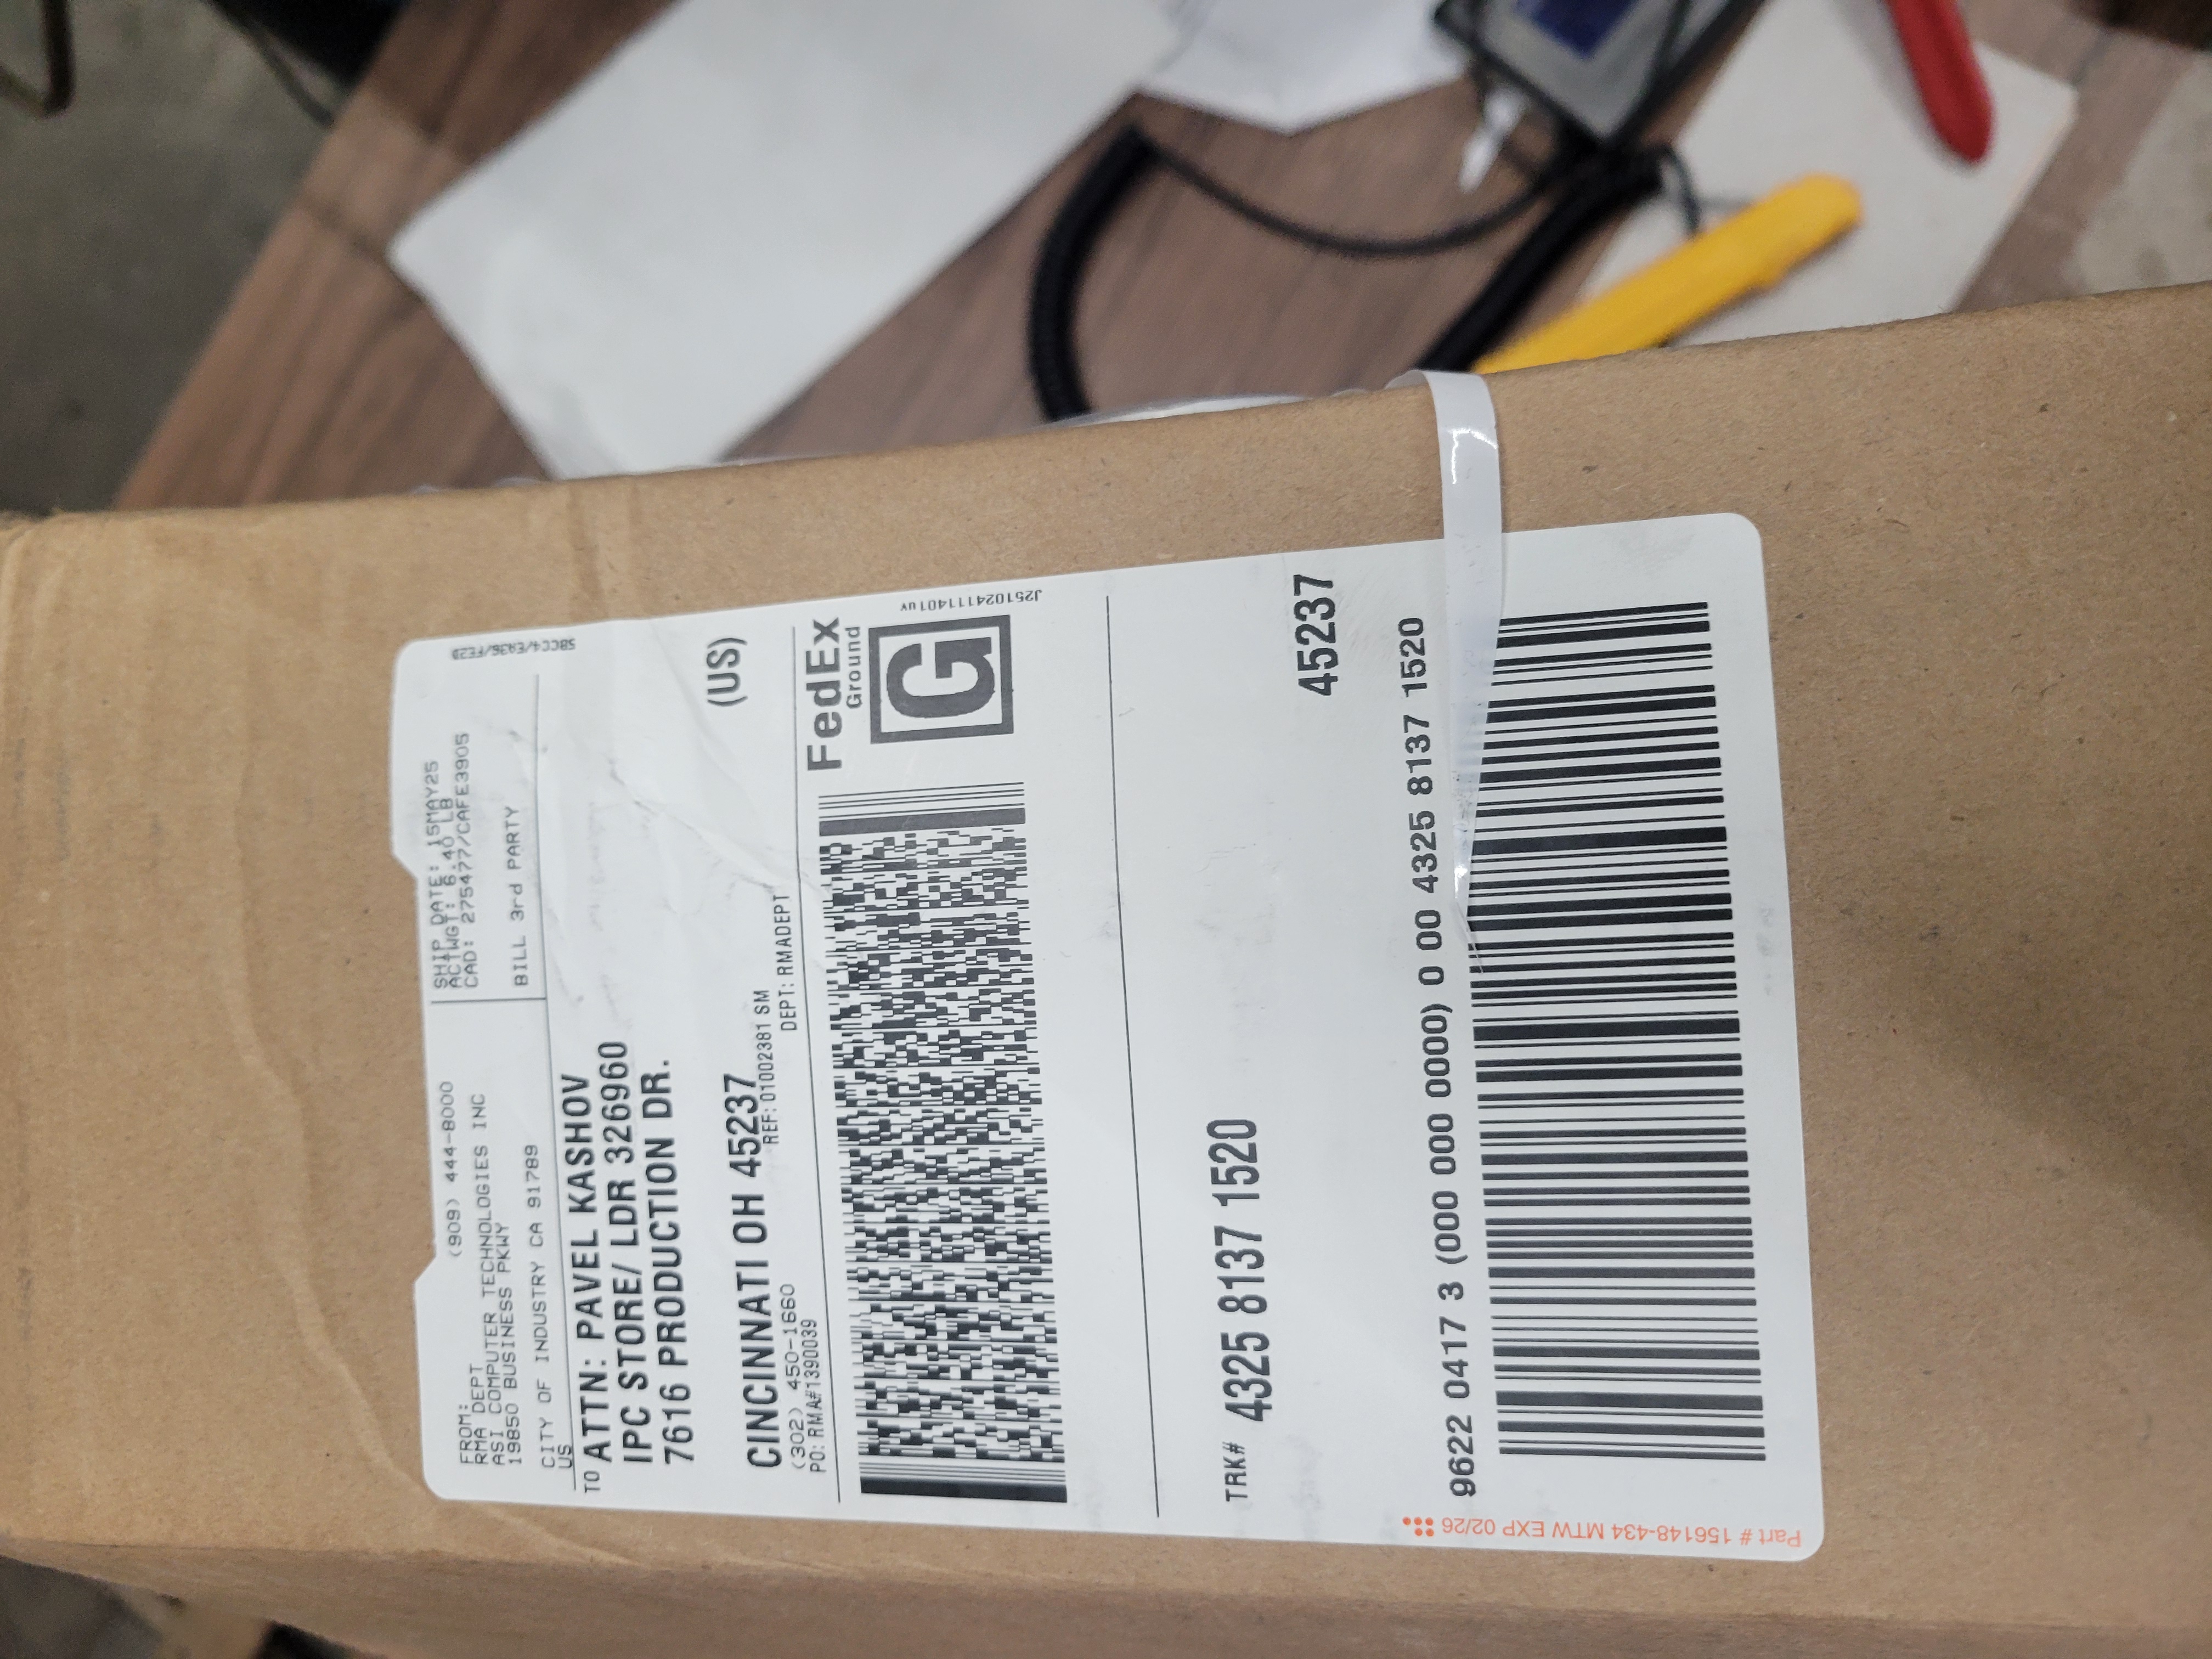 FROM:
(909) 444-8000
RMA DEPT
ASI COMPUTER TECHNOLOGIES INC
19850 BUSINESS PKWY
CITY OF INDUSTRY CA 91789
US
SHIP DATE: 15MAY25
ACTWGT: 6.40 LB
CAD: 275477/CAFE3905
BILL 3rd PARTY
58CC4/EA36/FE2D
TO ATTN: PAVEL KASHOV
IPC STORE/ LDR 326960
7616 PRODUCTION DR.
CINCINNATI OH 45237
(US)
(302) 450-1660
REF: 01002381 SM
PO: RMA#1390039
DEPT: RMADEPT
FedEx
Ground
G
J251024111401uv
TRK# 4325 8137 1520
45237
9622 0417 3 (000 000 0000) 0 00 4325 8137 1520
Part # 156148-434 MTW EXP 02/26